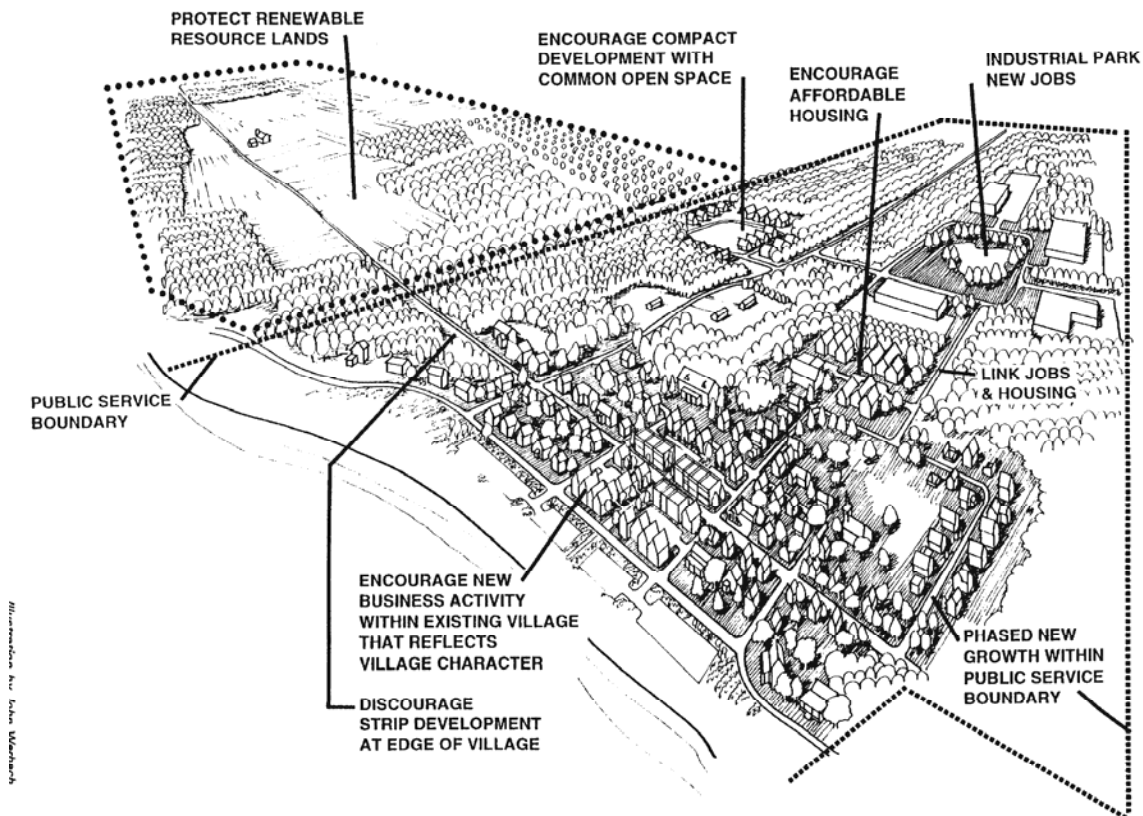 PROTECT RENEWABLE
RESOURCE LANDS
ENCOURAGE COMPACT
DEVELOPMENT WITH
COMMON OPEN SPACE
ENCOURAGE
AFFORDABLE
HOUSING
INDUSTRIAL PARK
NEW JOBS
PUBLIC SERVICE
BOUNDARY
LINK JOBS
& HOUSING
ENCOURAGE NEW
BUSINESS ACTIVITY
WITHIN EXISTING VILLAGE
THAT REFLECTS
VILLAGE CHARACTER
DISCOURAGE
STRIP DEVELOPMENT
AT EDGE OF VILLAGE
PHASED NEW
GROWTH WITHIN
PUBLIC SERVICE
BOUNDARY
by John